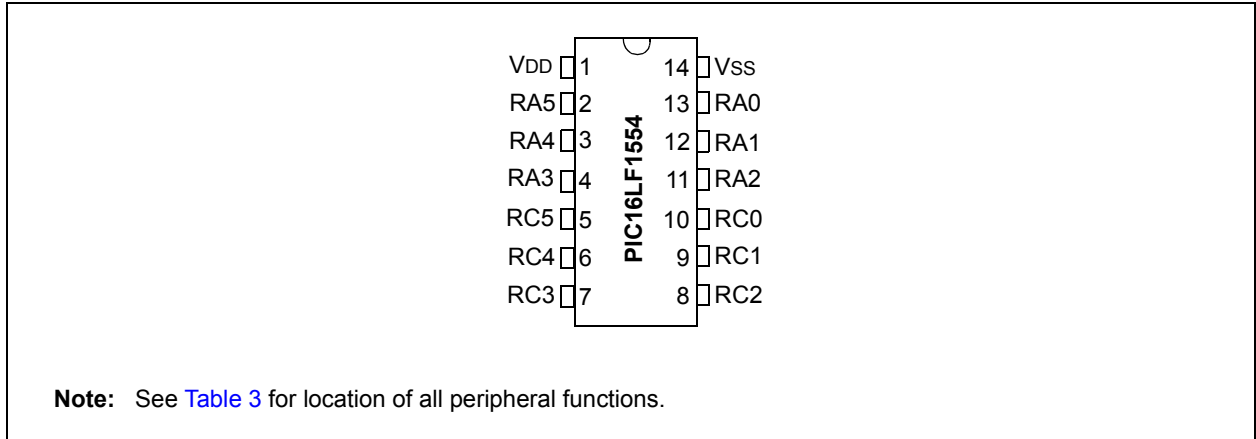 VDD 1 14 VSS
RA5 2 13 RA0
RA4 3 12 RA1
RA3 4 11 RA2
RC5 5 10 RC0
RC4 6 9 RC1
RC3 7 8 RC2
PIC16LF1554
Note: See Table 3 for location of all peripheral functions.